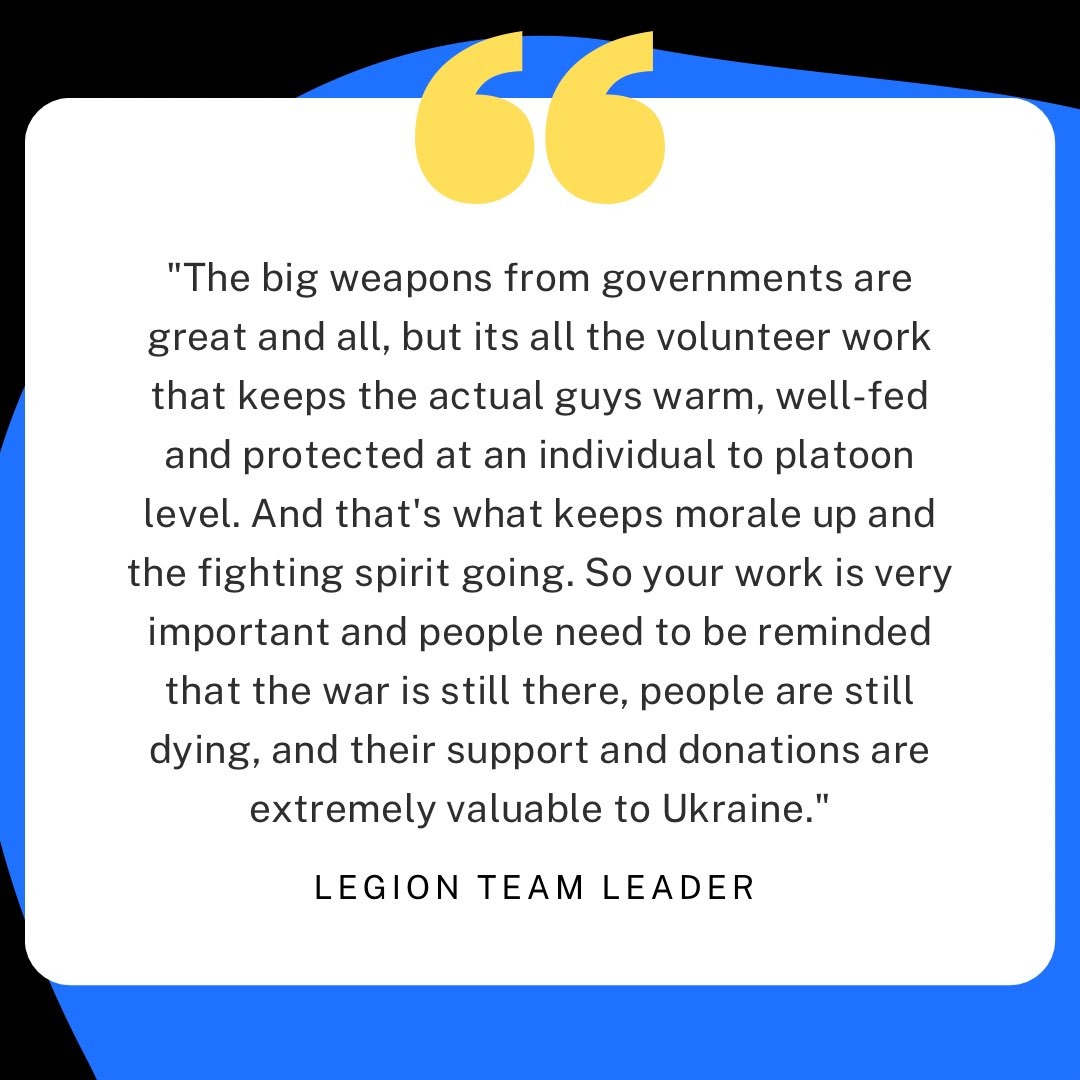 "The big weapons from governments are
great and all, but its all the volunteer work
that keeps the actual guys warm, well-fed
and protected at an individual to platoon
level. And that's what keeps morale up and
the fighting spirit going. So your work is very
important and people need to be reminded
that the war is still there, people are still
dying, and their support and donations are
extremely valuable to Ukraine."
LEGION TEAM LEADER